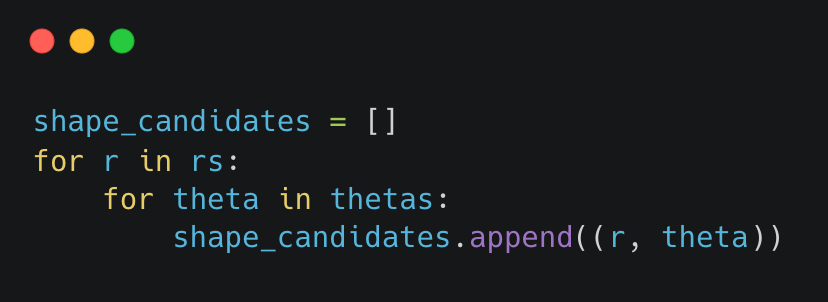 shape_candidates = []
for r in rs:
    for theta in thetas:
        shape_candidates.append((r, theta))